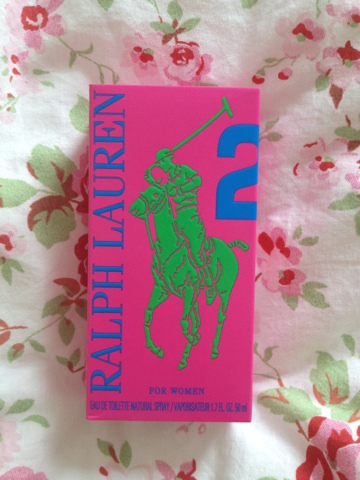 RALPH LAUREN
2
FOR WOMEN
EAU DE TOILETTE NATURAL SPRAY / VAPORISATEUR 1.7 FL. OZ. 50 ml